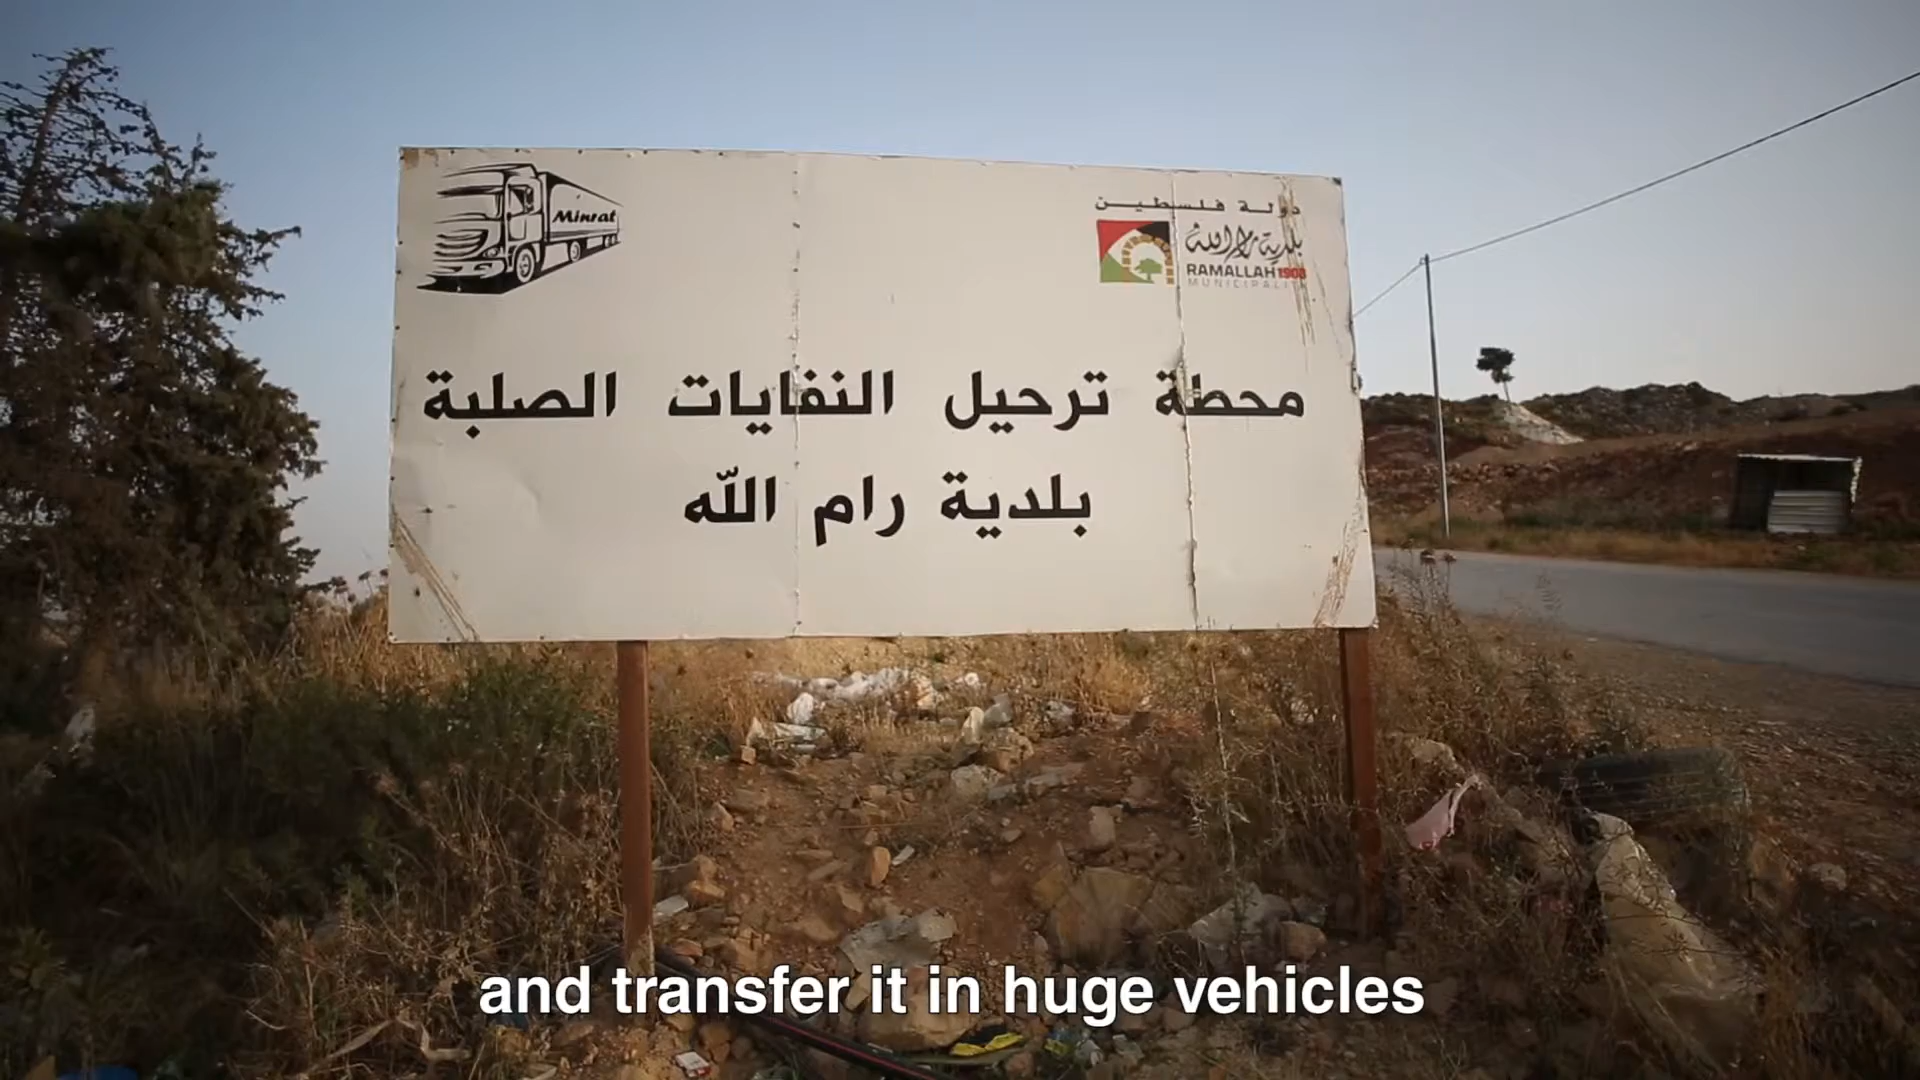 Minrat
دولة فلسطين
بلدية رام الله
RAMALLAH 1908
MUNICIPALITY
محطة ترحيل النفايات الصلبة
بلدية رام الله
and transfer it in huge vehicles